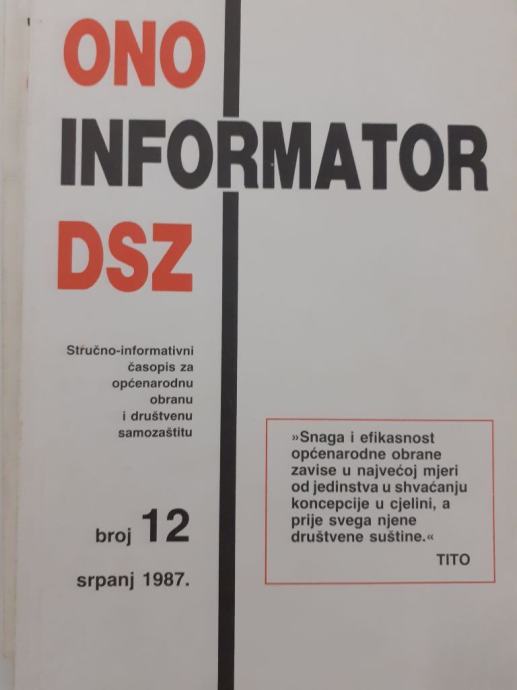 ONO
INFORMATOR
DSZ
Stručno-informativni
časopis za
općenarodnu
obranu
i društvenu
samozaštitu
broj 12
srpanj 1987.
»Snaga i efikasnost
općenarodne obrane
zavise u najvećoj mjeri
od jedinstva u shvaćanju
koncepcije u cjelini, a
prije svega njene
društvene suštine.«
TITO